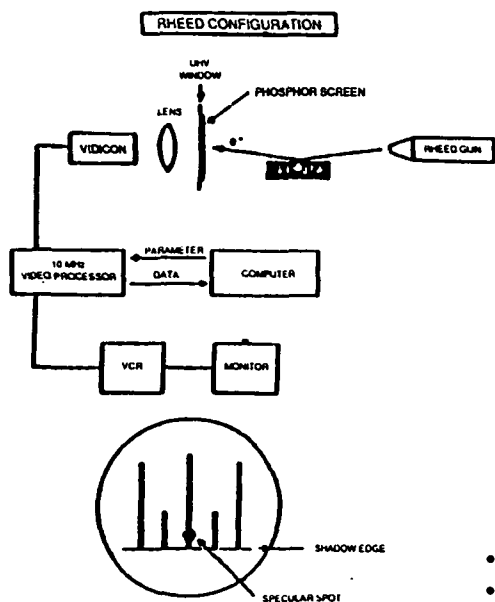 RHEED CONFIGURATION
UHV
WINDOW
PHOSPHOR SCREEN
LENS
VIDICON
e⁻
RHEED GUN
10 MHz
VIDEO PROCESSOR
PARAMETER
DATA
COMPUTER
VCR
MONITOR
SHADOW EDGE
SPECULAR SPOT